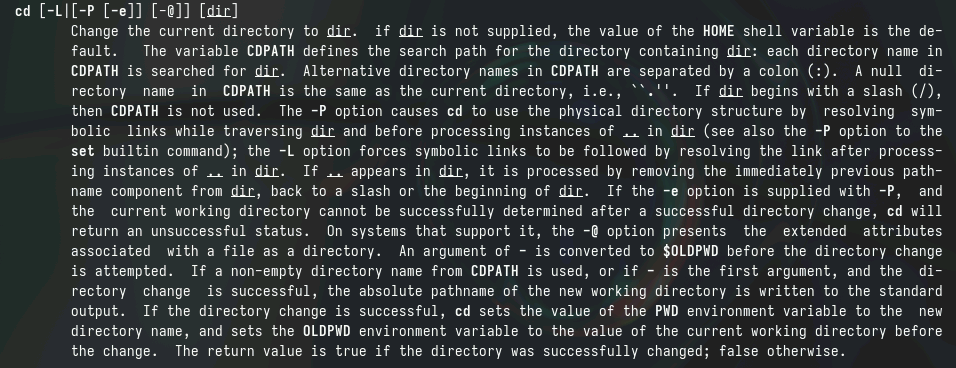 cd [-L|[-P [-e]] [-@]] [dir]
Change the current directory to dir.  if dir is not supplied, the value of the HOME shell variable is the de-
fault.  The variable CDPATH defines the search path for the directory containing dir: each directory name in
CDPATH is searched for dir.  Alternative directory names in CDPATH are separated by a colon (:).  A null  di-
rectory  name  in  CDPATH is the same as the current directory, i.e., ``.''.  If dir begins with a slash (/),
then CDPATH is not used.  The -P option causes cd to use the physical directory structure by  resolving  sym-
bolic  links while traversing dir and before processing instances of .. in dir (see also the -P option to the
set builtin command); the -L option forces symbolic links to be followed by resolving the link after process-
ing instances of .. in dir.  If .. appears in dir, it is processed by removing the immediately previous path-
name component from dir, back to a slash or the beginning of dir.  If the -e option is supplied with -P,  and
the  current working directory cannot be successfully determined after a successful directory change, cd will
return an unsuccessful status.  On systems that support it, the -@ option presents  the  extended  attributes
associated  with a file as a directory.  An argument of - is converted to $OLDPWD before the directory change
is attempted.  If a non-empty directory name from CDPATH is used, or if - is the first argument, and the  di-
rectory  change  is successful, the absolute pathname of the new working directory is written to the standard
output.  If the directory change is successful, cd sets the value of the PWD environment variable to the  new
directory name, and sets the OLDPWD environment variable to the value of the current working directory before
the change.  The return value is true if the directory was successfully changed; false otherwise.